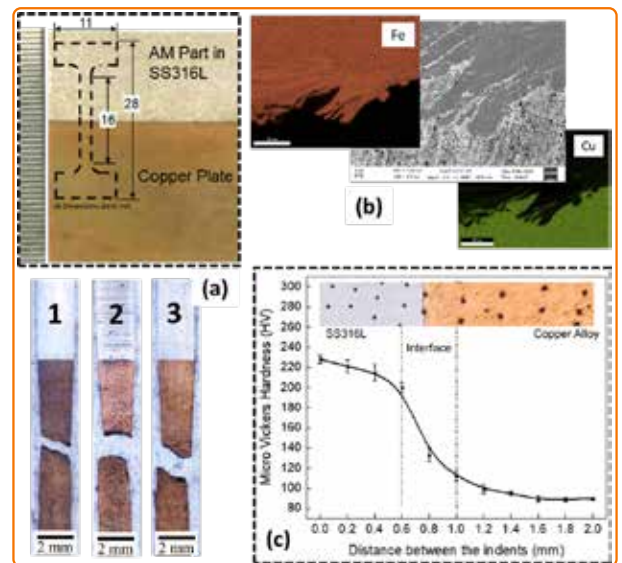 11
AM Part in
SS316L
28
16
Copper Plate
(a)
1
2
3
2 mm
2 mm
2 mm
Fe
Cu
(b)
Micro Vickers Hardness (HV)
300
280
260
240
220
200
180
160
140
120
100
80
SS316L
Copper Alloy
Interface
(c)
0.0 0.2 0.4 0.6 0.8 1.0 1.2 1.4 1.6 1.8 2.0
Distance between the indents (mm)